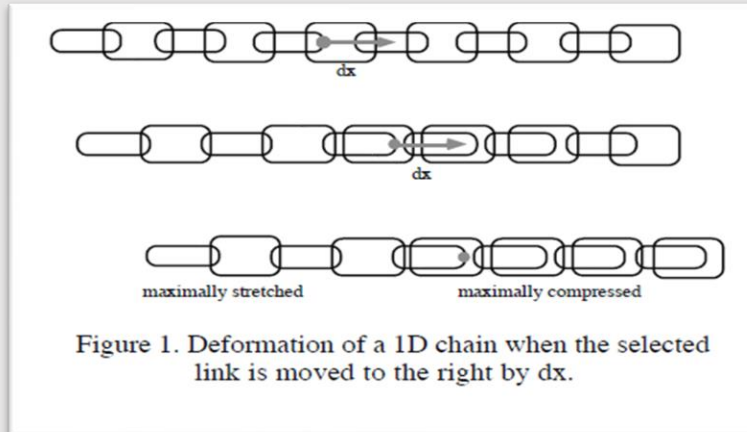 dx
dx
maximally stretched maximally compressed
Figure 1. Deformation of a 1D chain when the selected
link is moved to the right by dx.